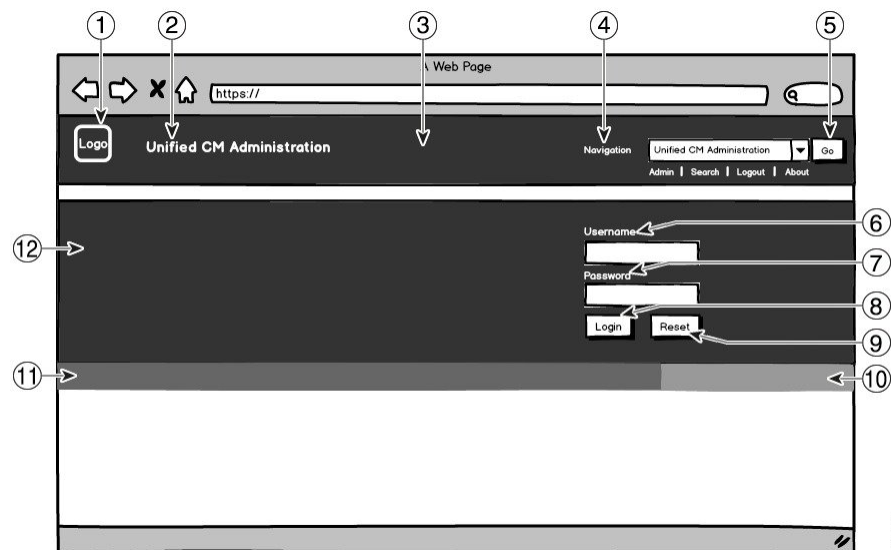 1 2 3 4 5
A Web Page
https://
Logo Unified CM Administration Navigation Unified CM Administration Go
Admin | Search | Logout | About
Username 6
12
Password 7
8
Login Reset
9
11 10